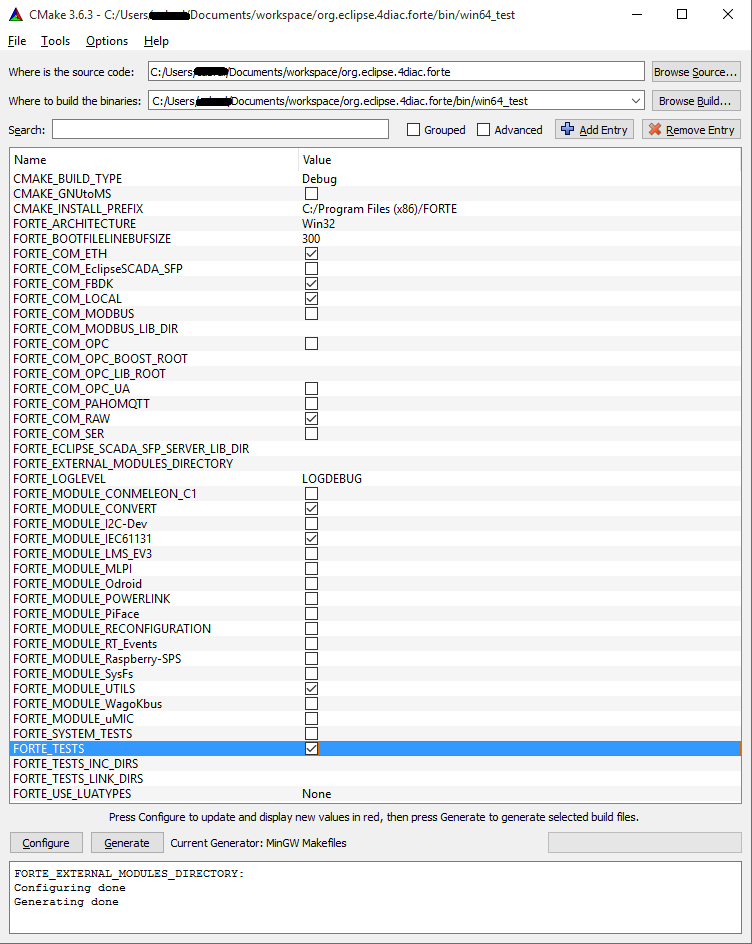 CMake 3.6.3 - C:/Users/ /Documents/workspace/org.eclipse.4diac.forte/bin/win64_test
File Tools Options Help
Where is the source code: C:/Users/ /Documents/workspace/org.eclipse.4diac.forte Browse Source...
Where to build the binaries: C:/Users/ /Documents/workspace/org.eclipse.4diac.forte/bin/win64_test Browse Build...
Search: Grouped Advanced Add Entry Remove Entry
Name Value
CMAKE_BUILD_TYPE Debug
CMAKE_GNUtoMS
CMAKE_INSTALL_PREFIX C:/Program Files (x86)/FORTE
FORTE_ARCHITECTURE Win32
FORTE_BOOTFILELINEBUFSIZE 300
FORTE_COM_ETH
FORTE_COM_EclipseSCADA_SFP
FORTE_COM_FBDK
FORTE_COM_LOCAL
FORTE_COM_MODBUS
FORTE_COM_MODBUS_LIB_DIR
FORTE_COM_OPC
FORTE_COM_OPC_BOOST_ROOT
FORTE_COM_OPC_LIB_ROOT
FORTE_COM_OPC_UA
FORTE_COM_PAHOMQTT
FORTE_COM_RAW
FORTE_COM_SER
FORTE_ECLIPSE_SCADA_SFP_SERVER_LIB_DIR
FORTE_EXTERNAL_MODULES_DIRECTORY
FORTE_LOGLEVEL LOGDEBUG
FORTE_MODULE_CONMELEON_C1
FORTE_MODULE_CONVERT
FORTE_MODULE_I2C-Dev
FORTE_MODULE_IEC61131
FORTE_MODULE_LMS_EV3
FORTE_MODULE_MLPI
FORTE_MODULE_Odroid
FORTE_MODULE_POWERLINK
FORTE_MODULE_PiFace
FORTE_MODULE_RECONFIGURATION
FORTE_MODULE_RT_Events
FORTE_MODULE_Raspberry-SPS
FORTE_MODULE_SysFs
FORTE_MODULE_UTILS
FORTE_MODULE_WagoKbus
FORTE_MODULE_uMIC
FORTE_SYSTEM_TESTS
FORTE_TESTS
FORTE_TESTS_INC_DIRS
FORTE_TESTS_LINK_DIRS
FORTE_USE_LUATYPES None
Press Configure to update and display new values in red, then press Generate to generate selected build files.
Configure Generate Current Generator: MinGW Makefiles
FORTE_EXTERNAL_MODULES_DIRECTORY:
Configuring done
Generating done